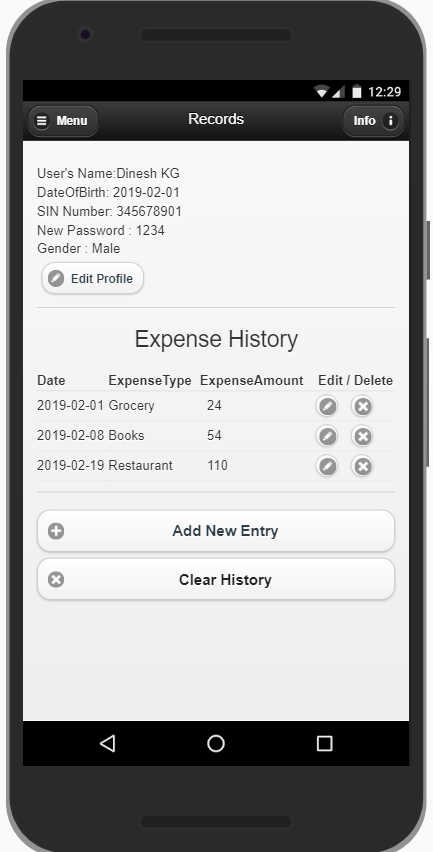 12:29
Menu Records Info i
User's Name:Dinesh KG
DateOfBirth: 2019-02-01
SIN Number: 345678901
New Password : 1234
Gender : Male
Edit Profile
Expense History
Date ExpenseType ExpenseAmount Edit / Delete
2019-02-01 Grocery 24
2019-02-08 Books 54
2019-02-19 Restaurant 110
Add New Entry
Clear History